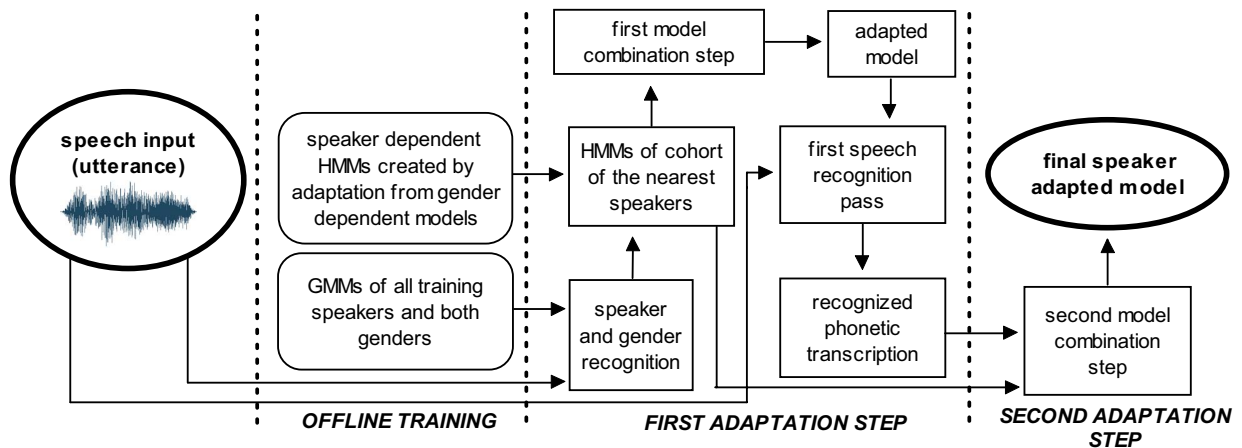 speech input
(utterance)
speaker dependent
HMMs created by
adaptation from gender
dependent models
GMMs of all training
speakers and both
genders
OFFLINE TRAINING
first model
combination step
adapted
model
HMMs of cohort
of the nearest
speakers
first speech
recognition
pass
speaker
and gender
recognition
recognized
phonetic
transcription
FIRST ADAPTATION STEP
final speaker
adapted model
second model
combination
step
SECOND ADAPTATION
STEP